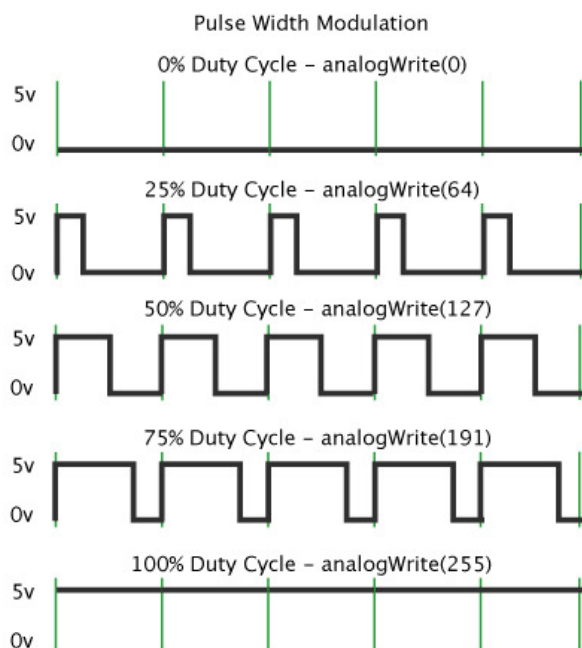 Pulse Width Modulation
0% Duty Cycle – analogWrite(0)
5v
0v
25% Duty Cycle – analogWrite(64)
5v
0v
50% Duty Cycle – analogWrite(127)
5v
0v
75% Duty Cycle – analogWrite(191)
5v
0v
100% Duty Cycle – analogWrite(255)
5v
0v